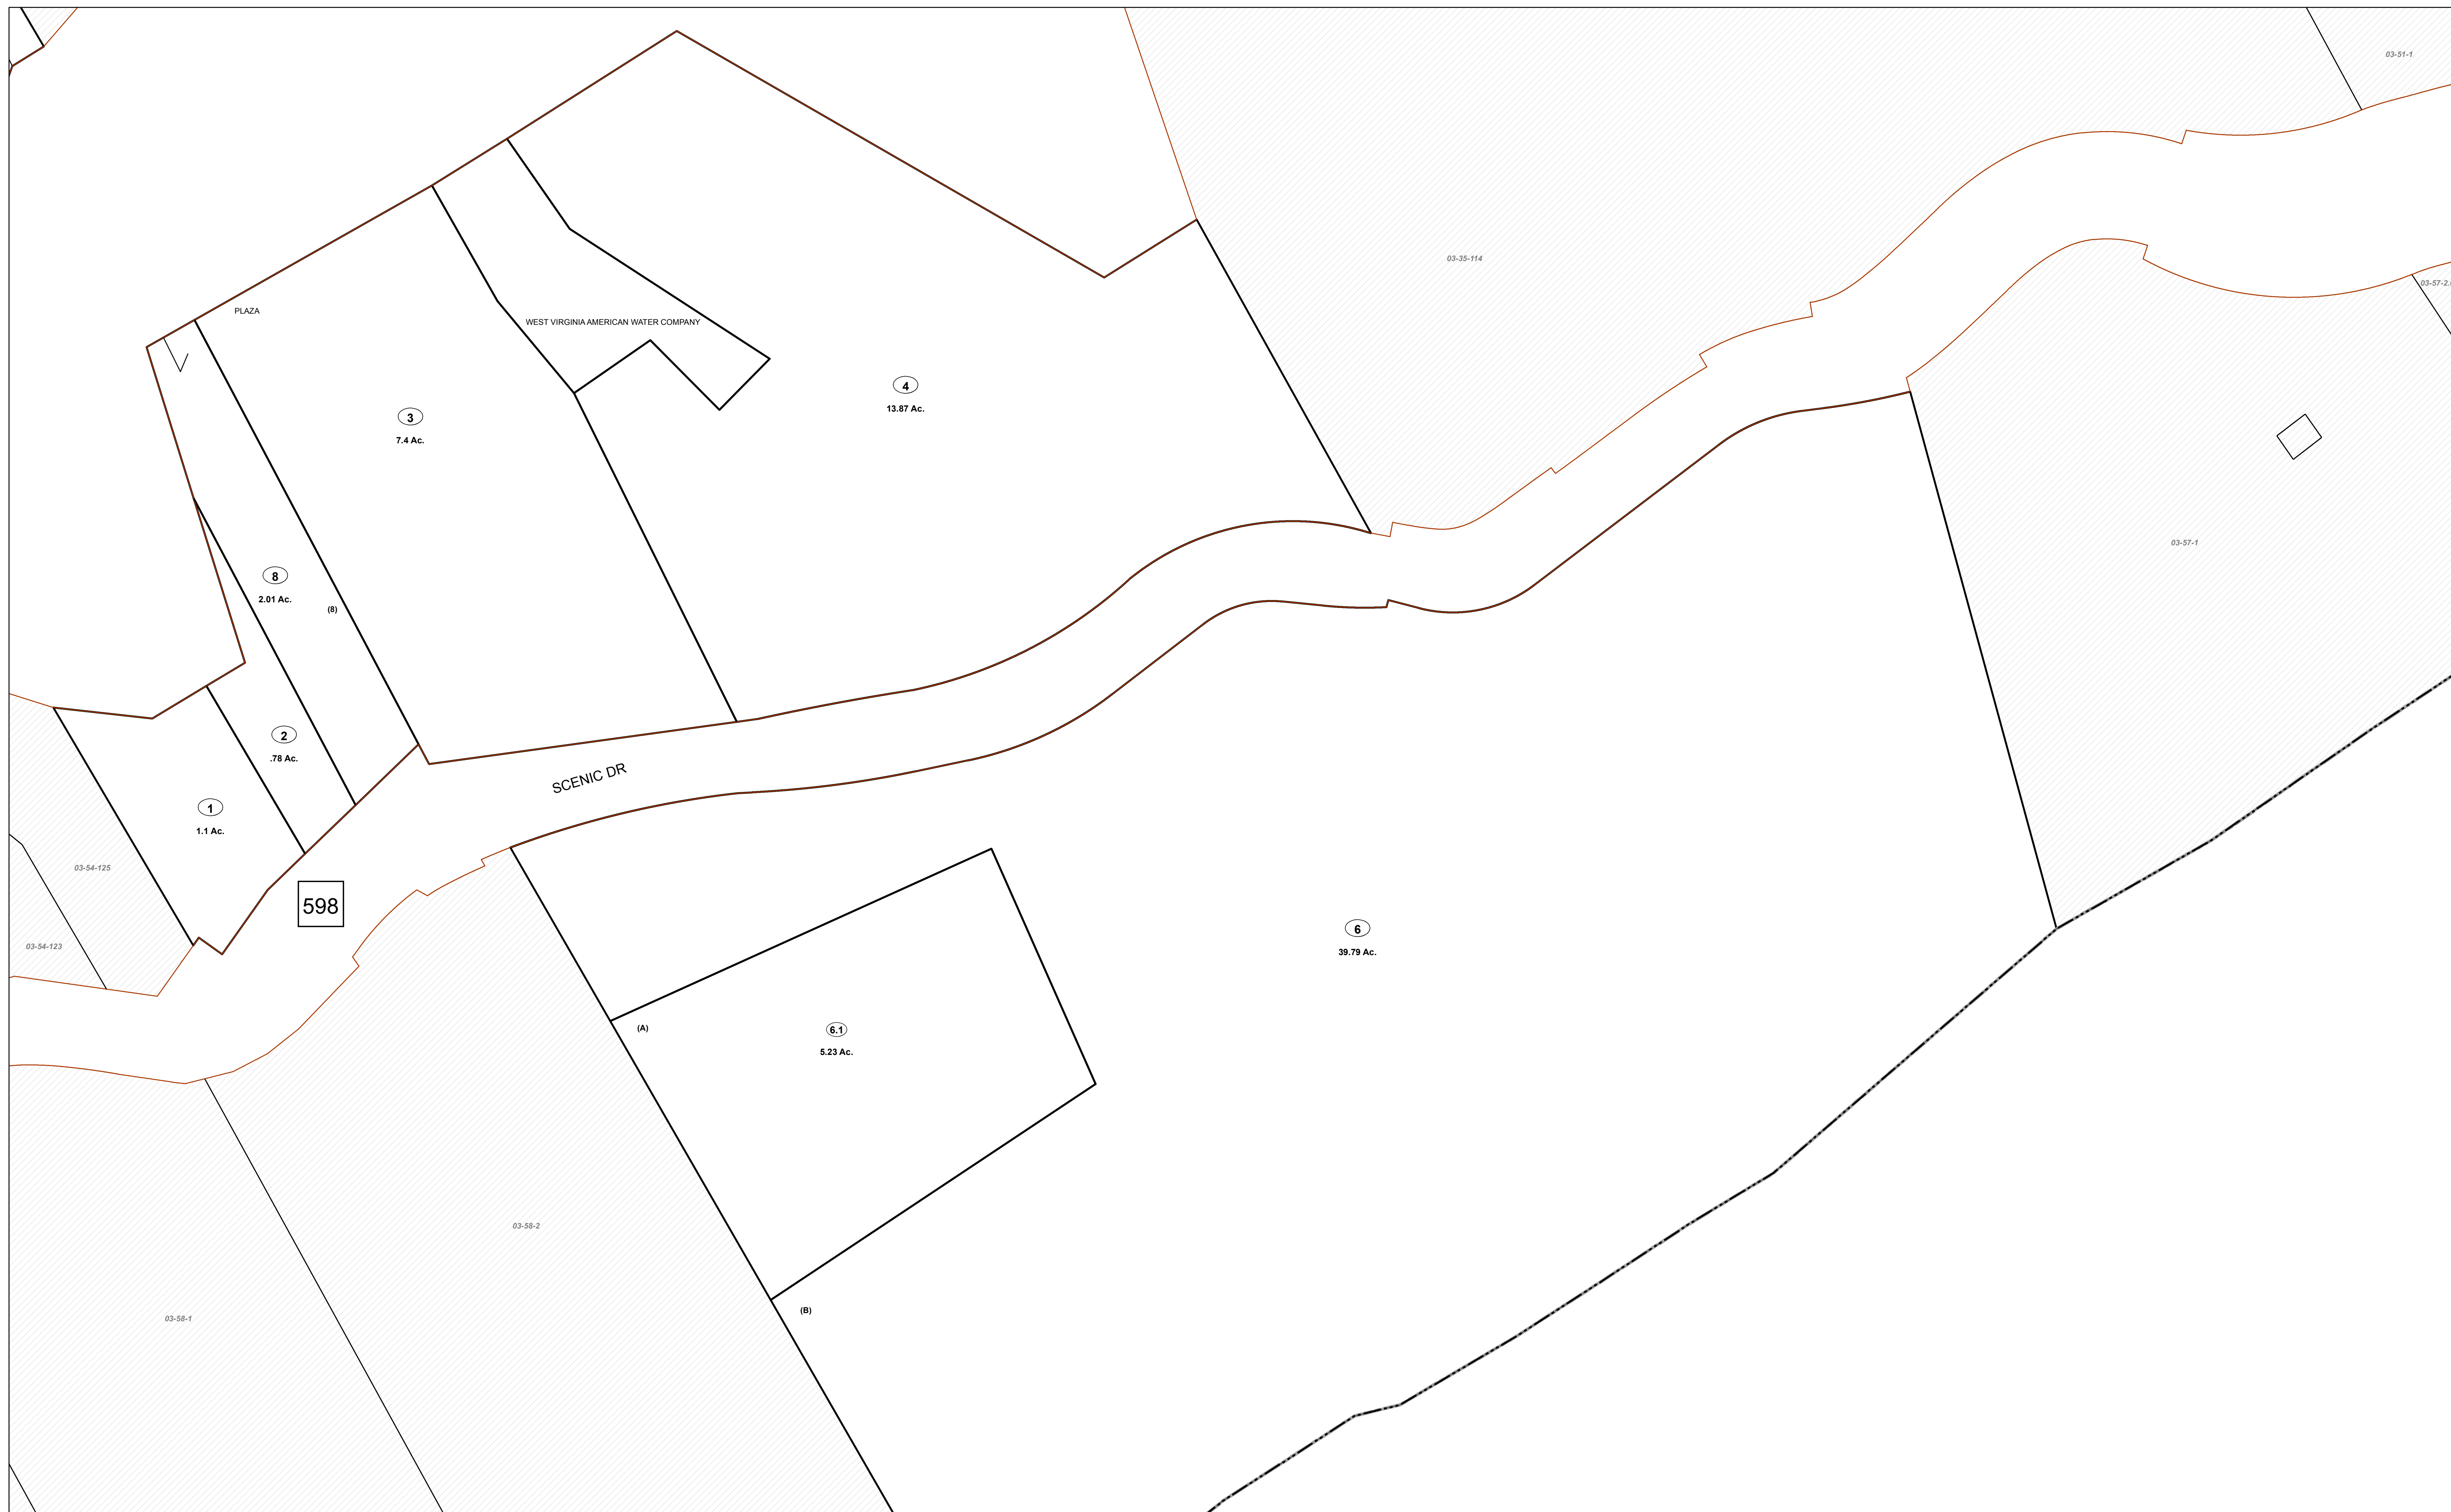 03-51-1
03-35-114
03-57-2.
PLAZA
WEST VIRGINIA AMERICAN WATER COMPANY
4
13.87 Ac.
3
7.4 Ac.
03-57-1
8
2.01 Ac.
(8)
2
.78 Ac.
SCENIC DR
1
1.1 Ac.
03-54-125
598
6
39.79 Ac.
03-54-123
(A)
6.1
5.23 Ac.
03-58-2
(B)
03-58-1